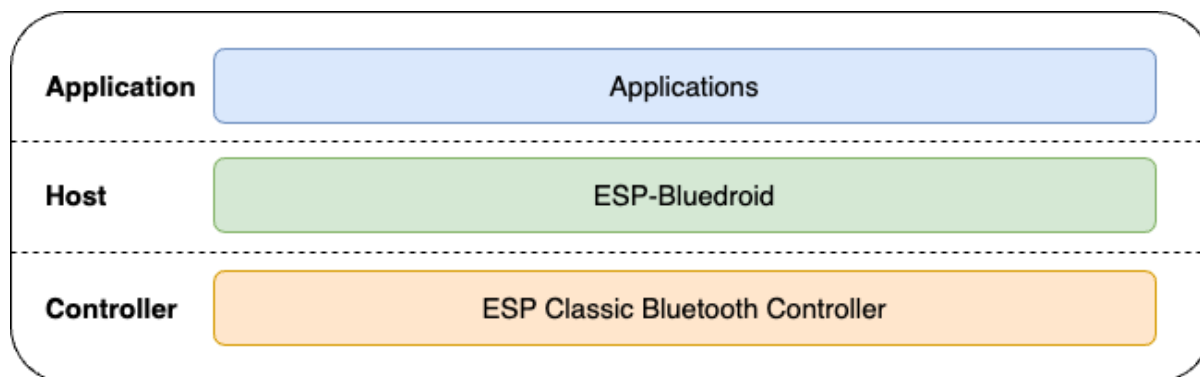 Application
Applications
Host
ESP-Bluedroid
Controller
ESP Classic Bluetooth Controller